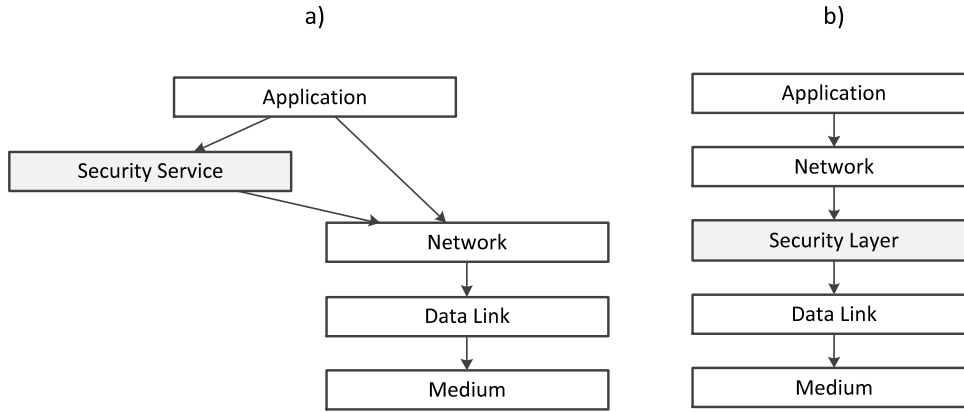 a)
Application
Security Service
Network
Data Link
Medium
b)
Application
Network
Security Layer
Data Link
Medium